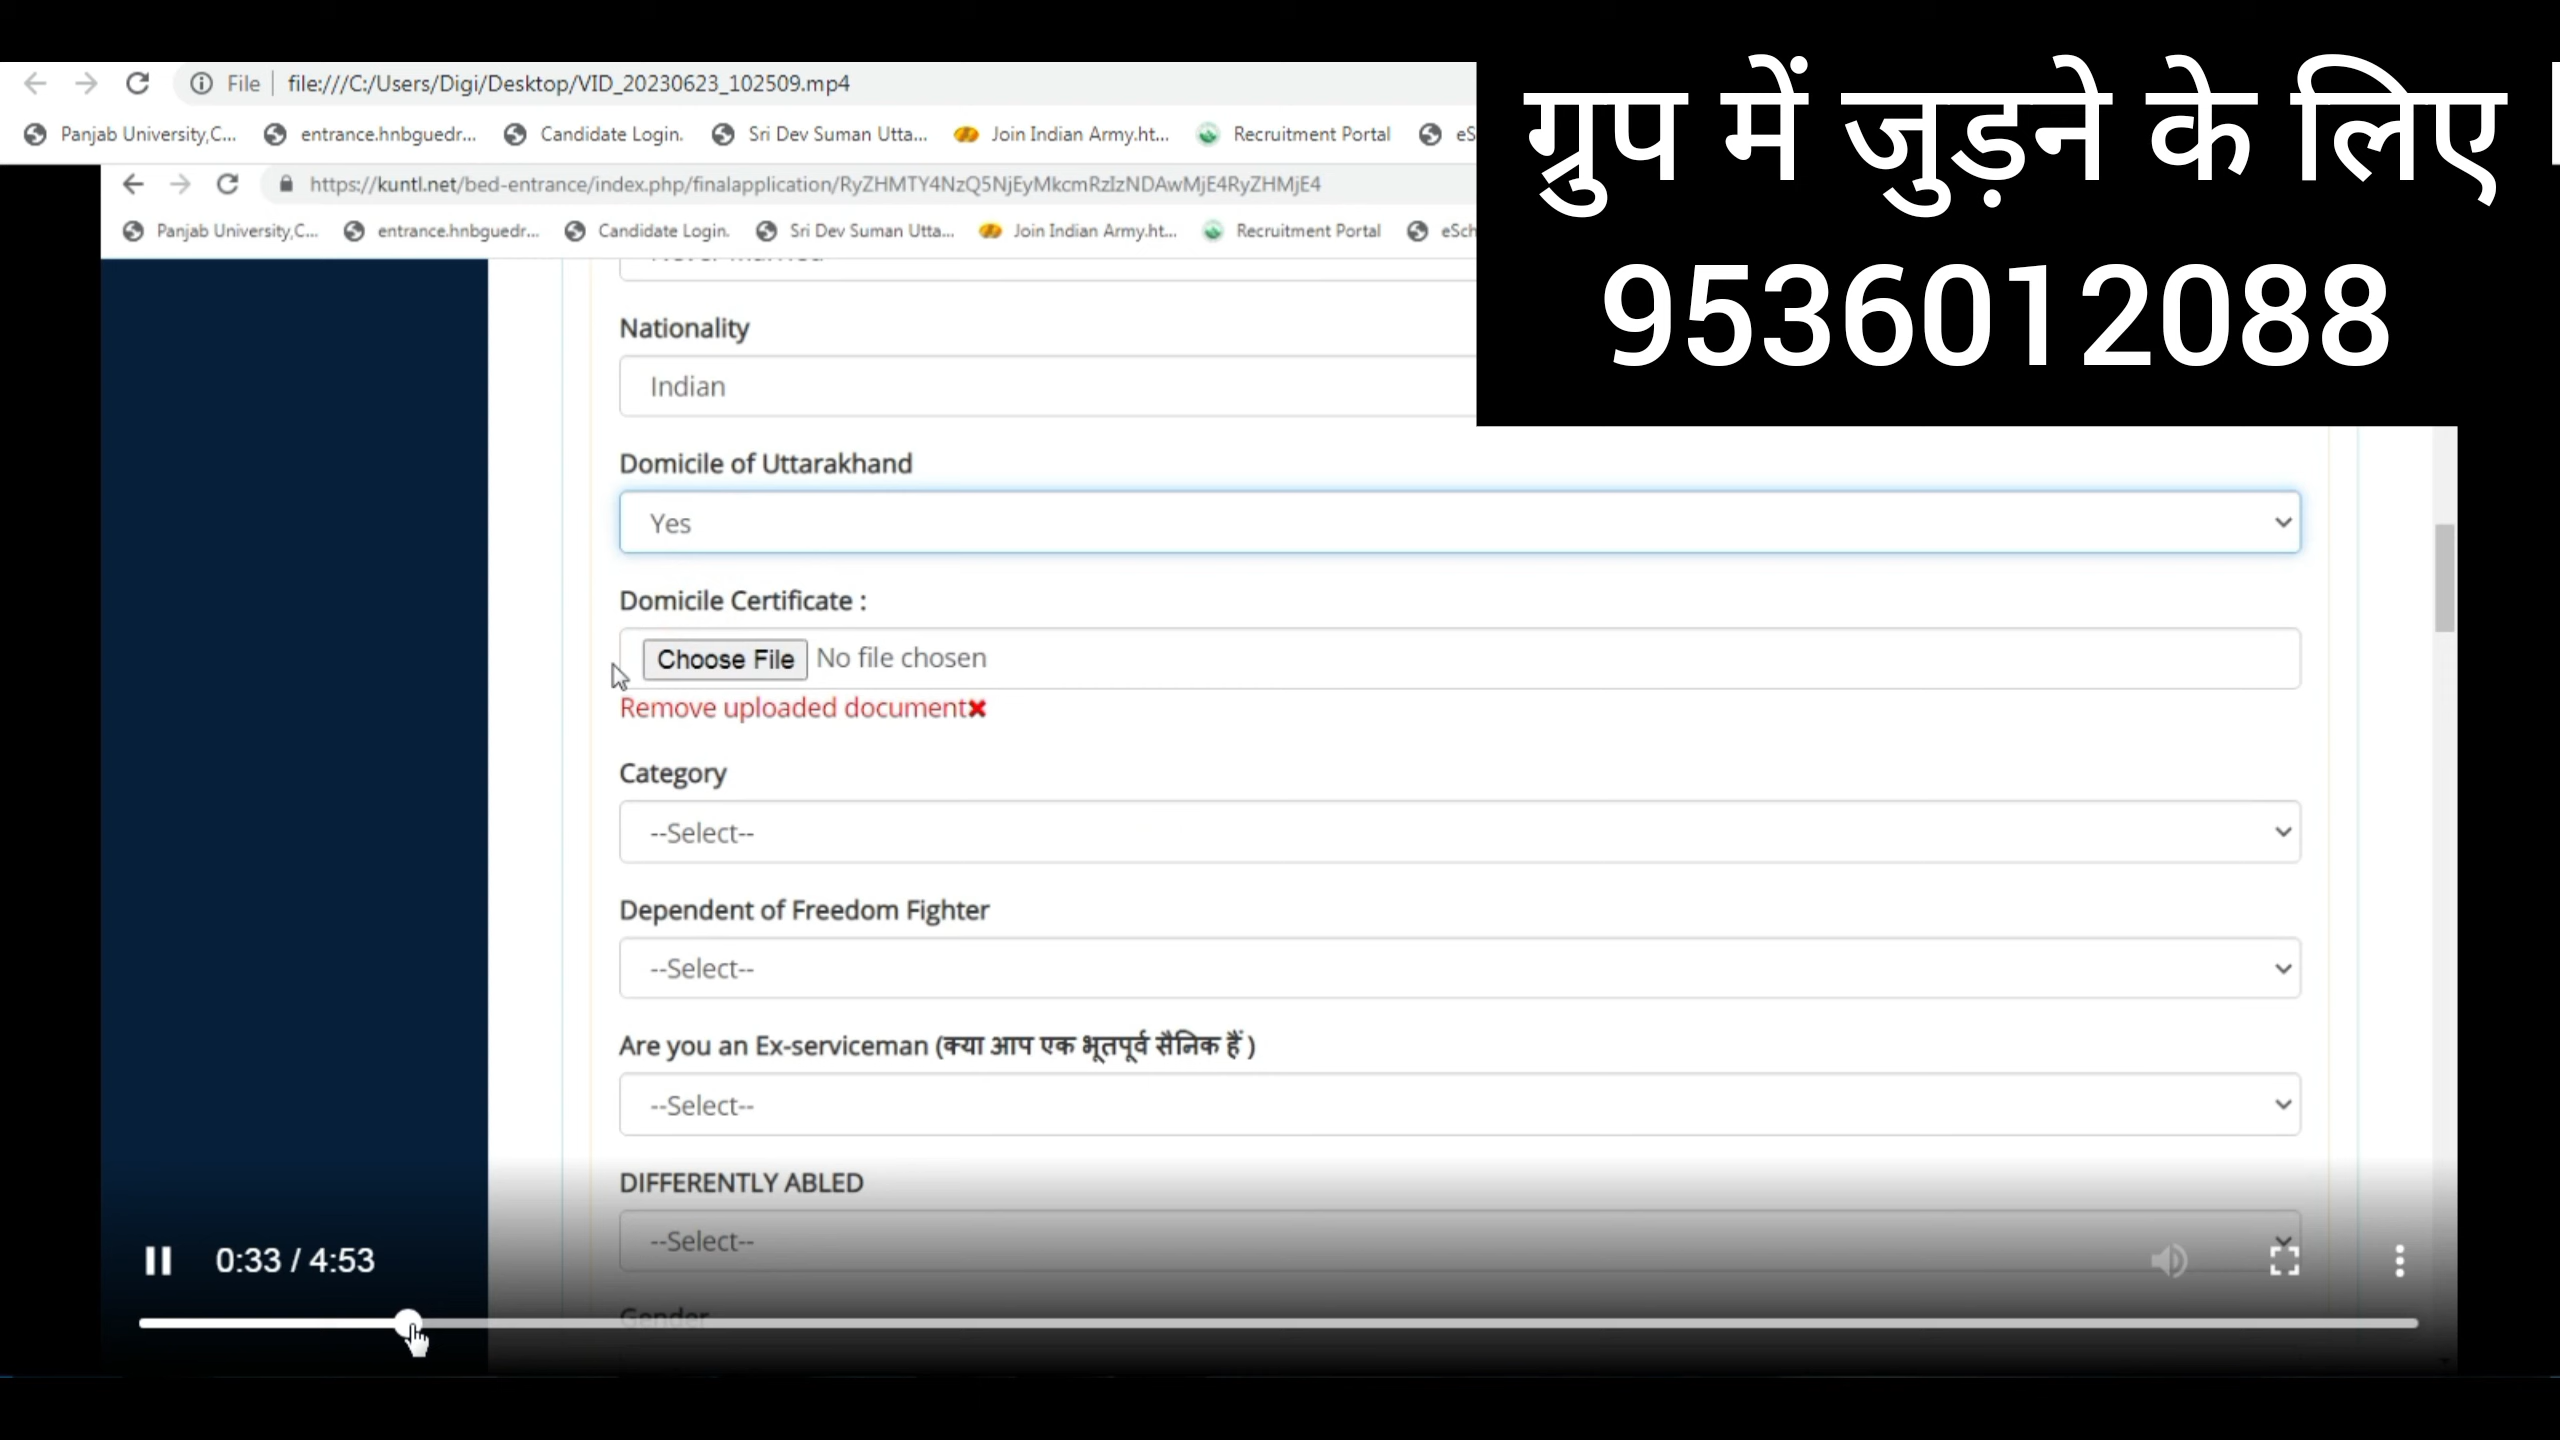 File file:///C:/Users/Digi/Desktop/VID_20230623_102509.mp4
Panjab University,C... entrance.hnbguedr... Candidate Login. Sri Dev Suman Utta... Join Indian Army.ht... Recruitment Portal eS
https://kuntl.net/bed-entrance/index.php/finalapplication/RyZHMTY4NzQ5NjEyMkcmRzIzNDAwMjE4RyZHMjE4
Panjab University,C... entrance.hnbguedr... Candidate Login. Sri Dev Suman Utta... Join Indian Army.ht... Recruitment Portal eSch
ग्रुप में जुड़ने के लिए
9536012088
Nationality
Indian
Domicile of Uttarakhand
Yes
Domicile Certificate :
Choose File No file chosen
Remove uploaded document
Category
--Select--
Dependent of Freedom Fighter
--Select--
Are you an Ex-serviceman (क्या आप एक भूतपूर्व सैनिक हैं )
--Select--
DIFFERENTLY ABLED
--Select--
0:33 / 4:53
Gender